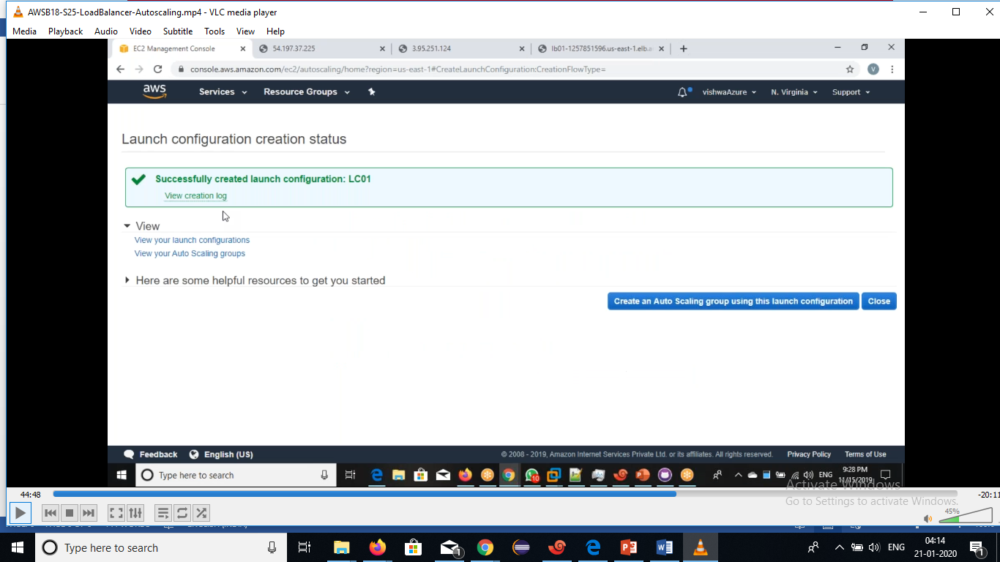 AWSB18-S25-LoadBalancer-Autoscaling.mp4 - VLC media player
Media Playback Audio Video Subtitle Tools View Help
EC2 Management Console 54.197.37.225 3.95.251.124 lb01-1257851596.us-east-1.elb.a
console.aws.amazon.com/ec2/autoscaling/home?region=us-east-1#CreateLaunchConfiguration:CreationFlowType= V
aws Services Resource Groups vishwaAzure N. Virginia Support
Launch configuration creation status
Successfully created launch configuration: LC01
View creation log
View
View your launch configurations
View your Auto Scaling groups
Here are some helpful resources to get you started
Create an Auto Scaling group using this launch configuration Close
Feedback English (US) © 2008 - 2019, Amazon Internet Services Private Ltd. or its affiliates. All rights reserved. Privacy Policy Terms of Use
Type here to search 10 ENG 9:28 PM
11/15/2019
Activate Windows
Go to Settings to activate Windows.
44:48 -20:11
45%
Type here to search 1 ENG 04:14
21-01-2020 1